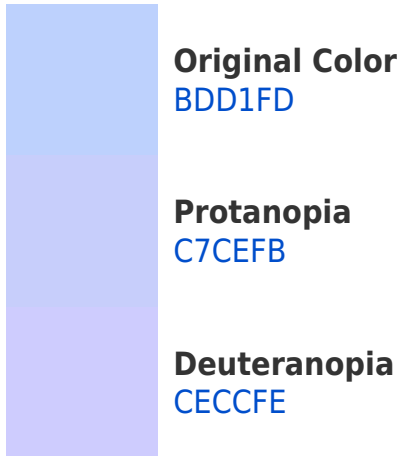 Original Color
BDD1FD
Protanopia
C7CEFB
Deuteranopia
CECCFE